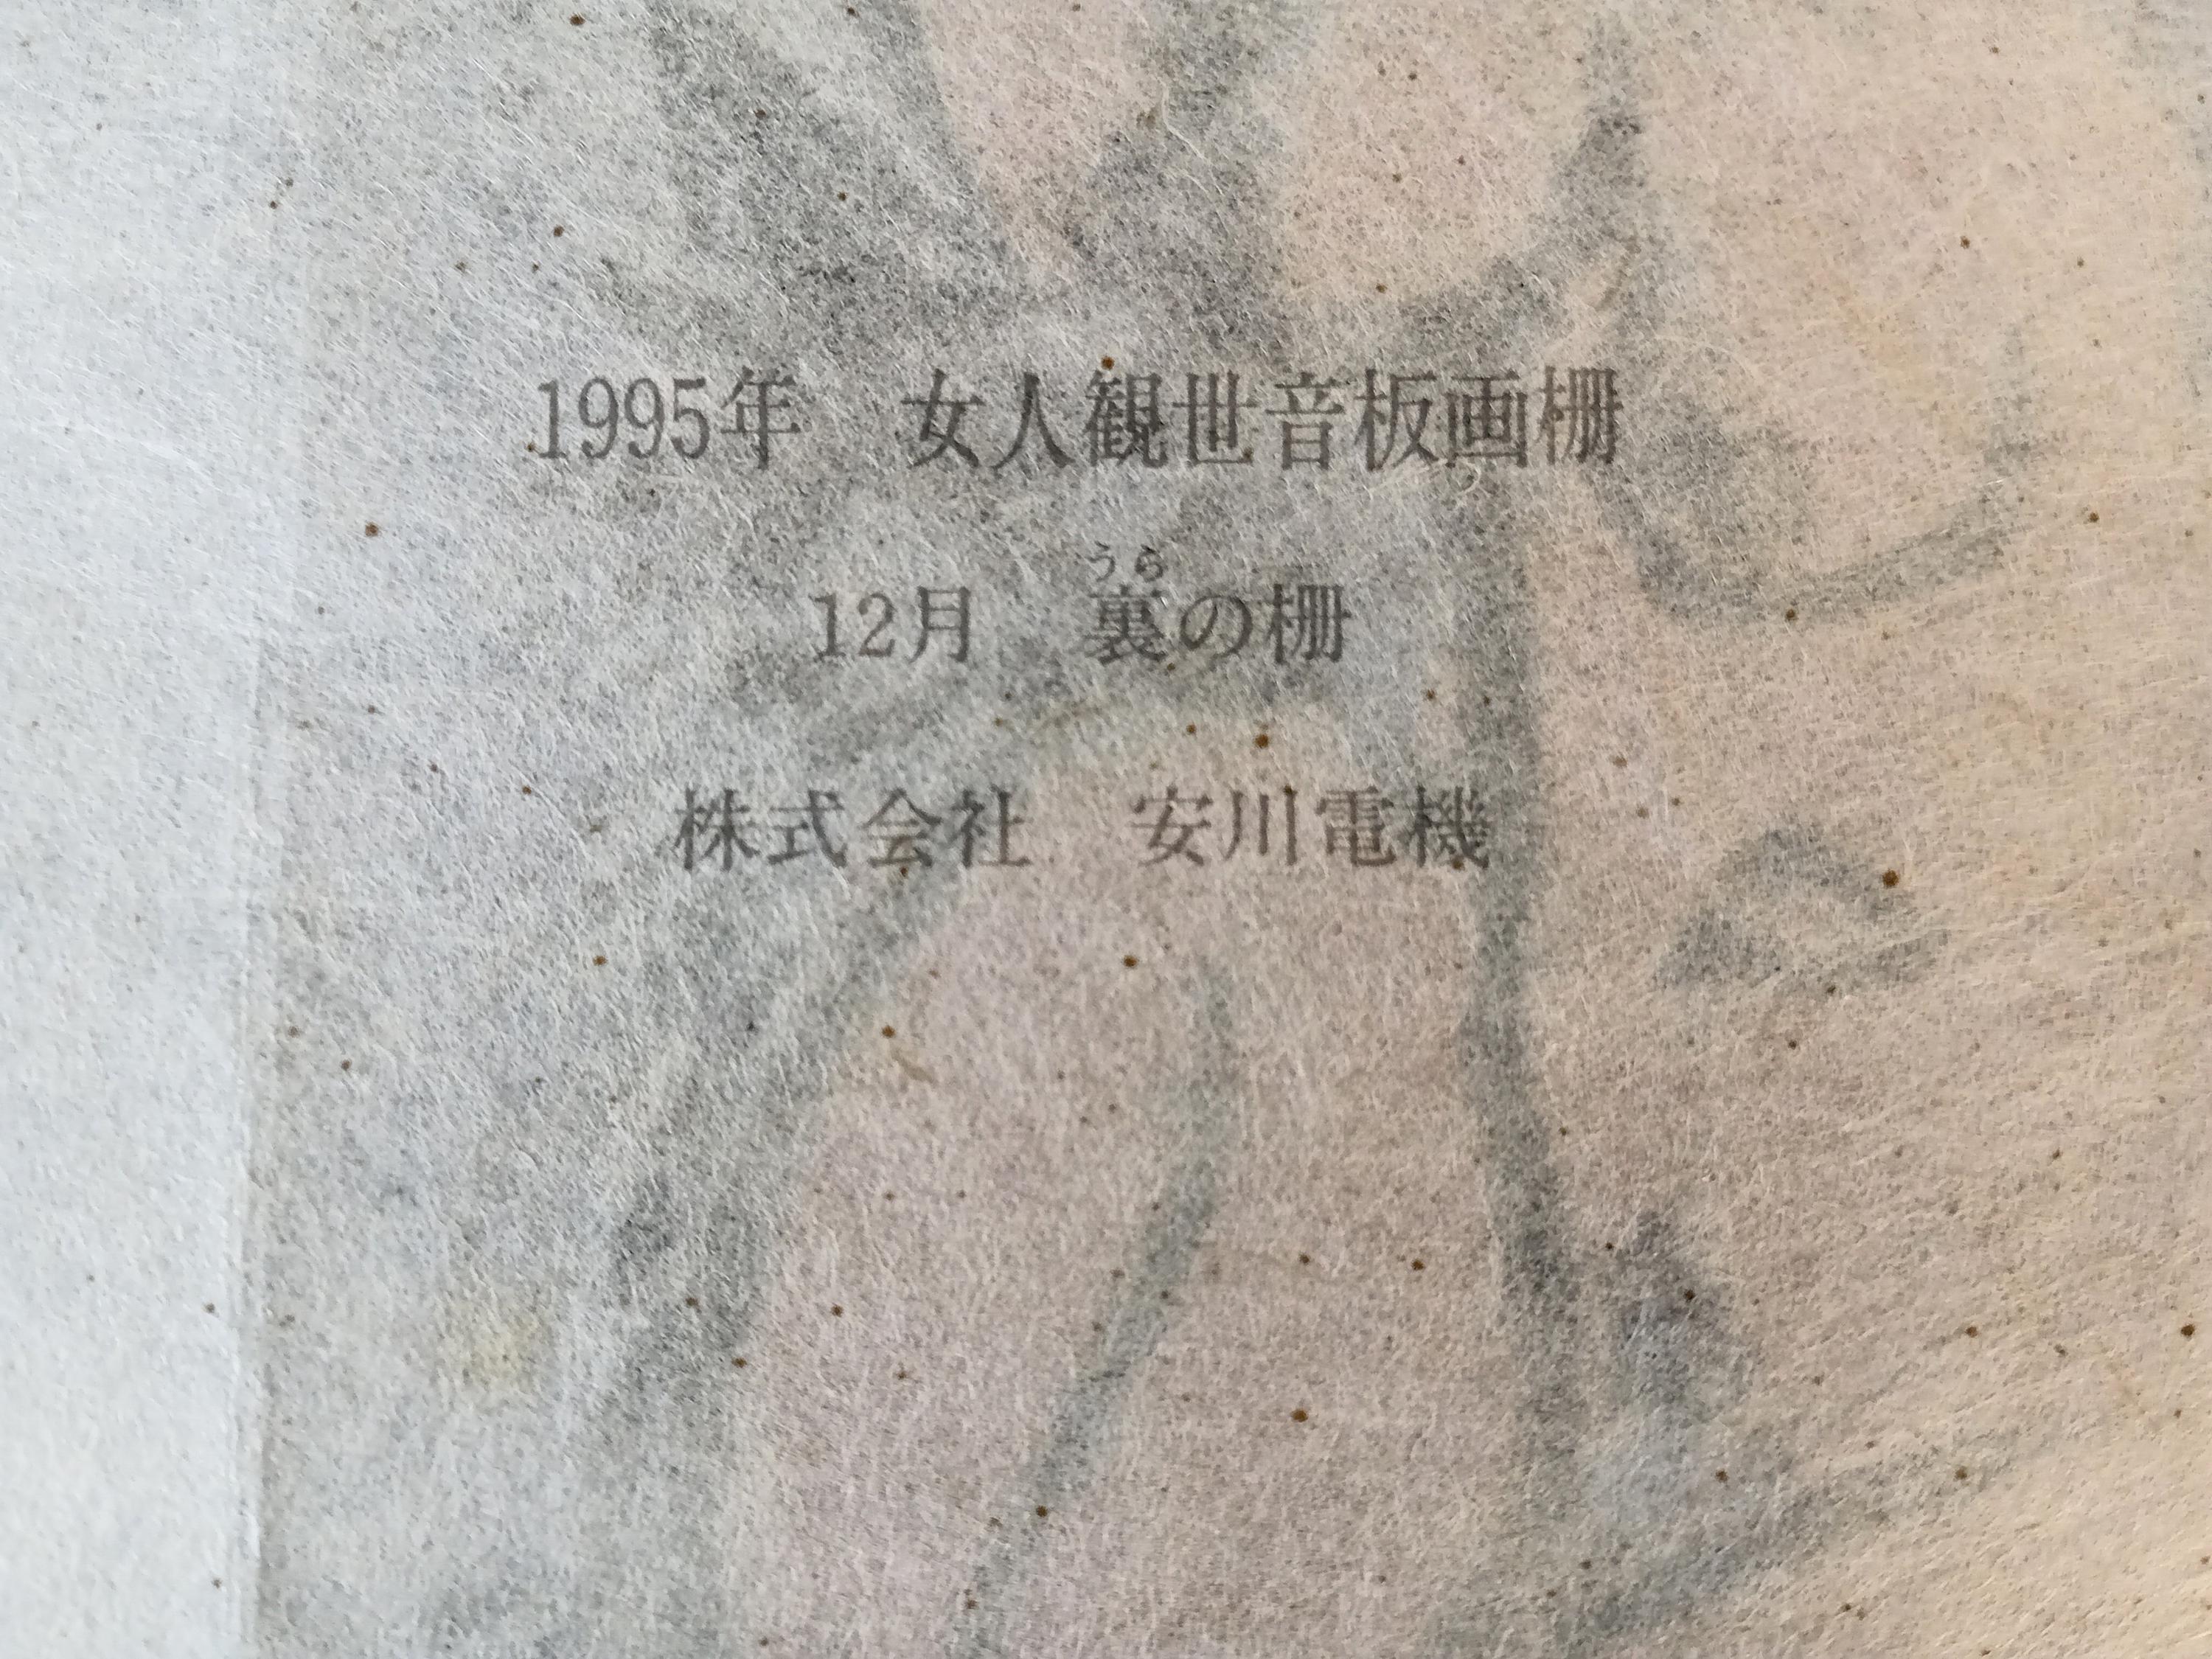 1995年　女人観世音板画柵
うら
12月　裏の柵
株式会社　安川電機